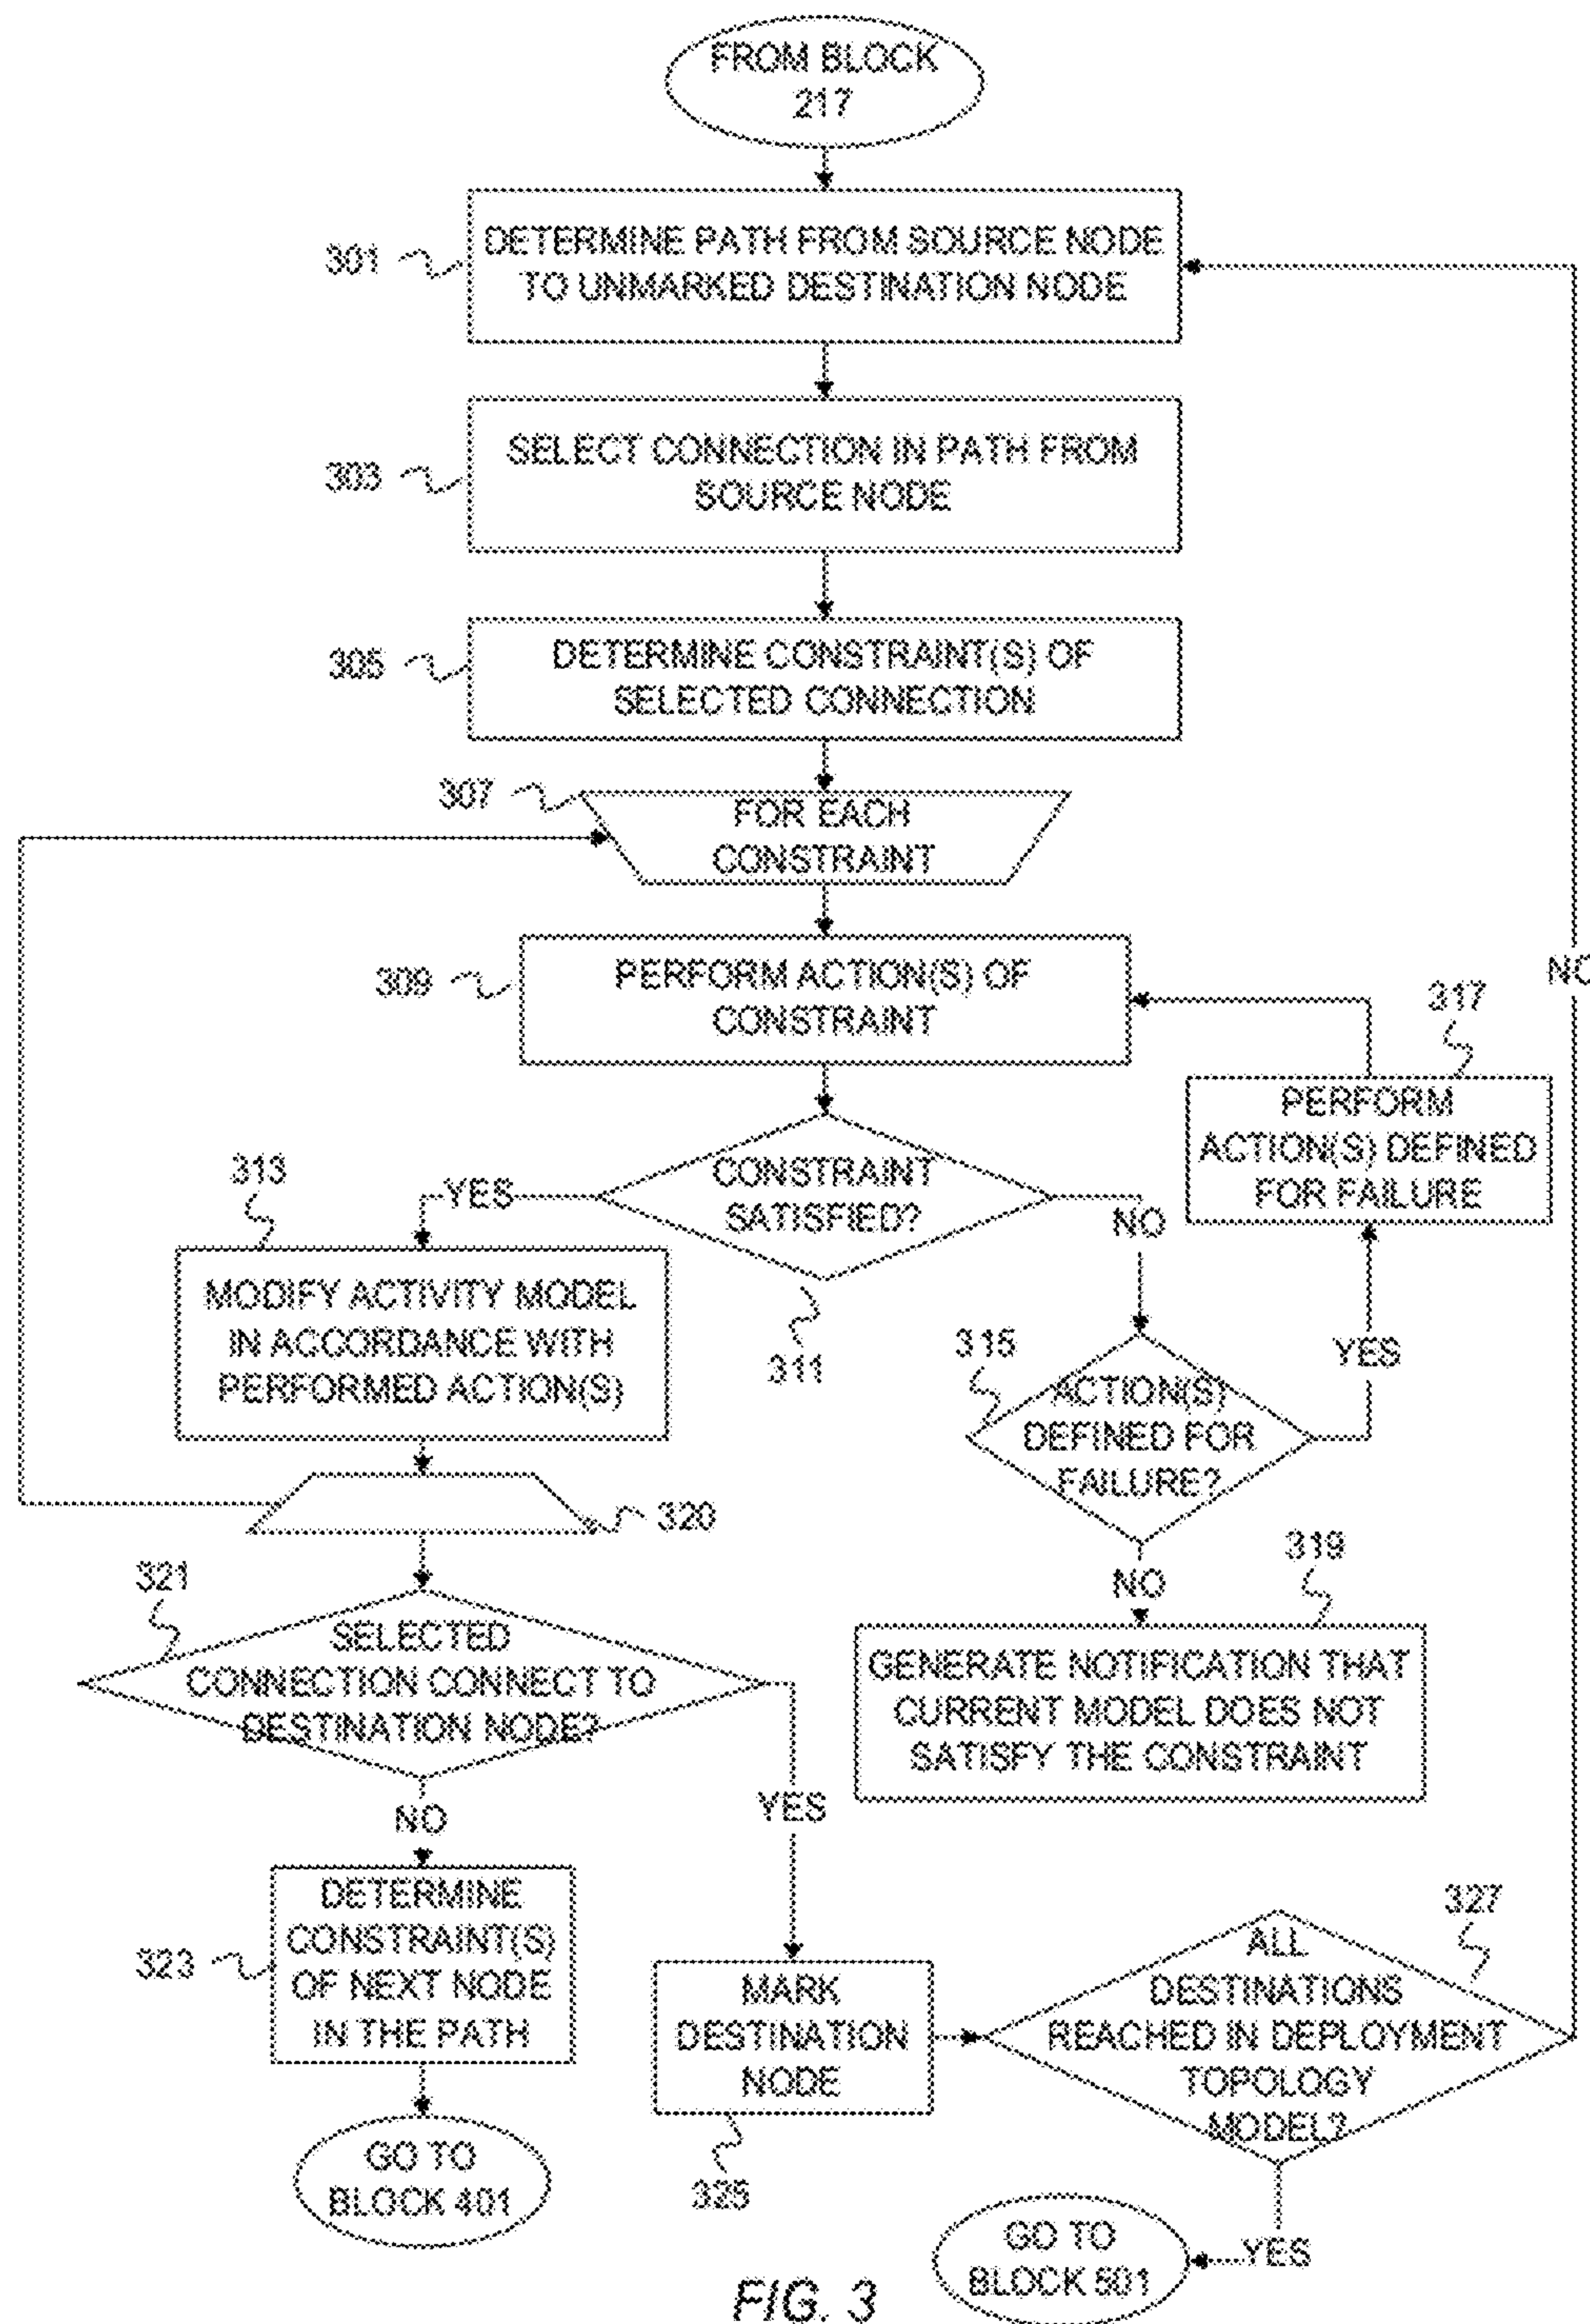 FROM BLOCK
217
301
DETERMINE PATH FROM SOURCE NODE
TO UNMARKED DESTINATION NODE
303
SELECT CONNECTION IN PATH FROM
SOURCE NODE
305
DETERMINE CONSTRAINT(S) OF
SELECTED CONNECTION
307
FOR EACH
CONSTRAINT
309
PERFORM ACTION(S) OF
CONSTRAINT
NO
317
PERFORM
ACTION(S) DEFINED
FOR FAILURE
313
YES
CONSTRAINT
SATISFIED?
NO
311
MODIFY ACTIVITY MODEL
IN ACCORDANCE WITH
PERFORMED ACTION(S)
315
ACTION(S)
DEFINED FOR
FAILURE?
YES
320
NO
319
GENERATE NOTIFICATION THAT
CURRENT MODEL DOES NOT
SATISFY THE CONSTRAINT
321
SELECTED
CONNECTION CONNECT TO
DESTINATION NODE?
NO
YES
323
DETERMINE
CONSTRAINT(S)
OF NEXT NODE
IN THE PATH
GO TO
BLOCK 401
MARK
DESTINATION
NODE
325
327
ALL
DESTINATIONS
REACHED IN DEPLOYMENT
TOPOLOGY
MODEL?
YES
GO TO
BLOCK 501
FIG. 3